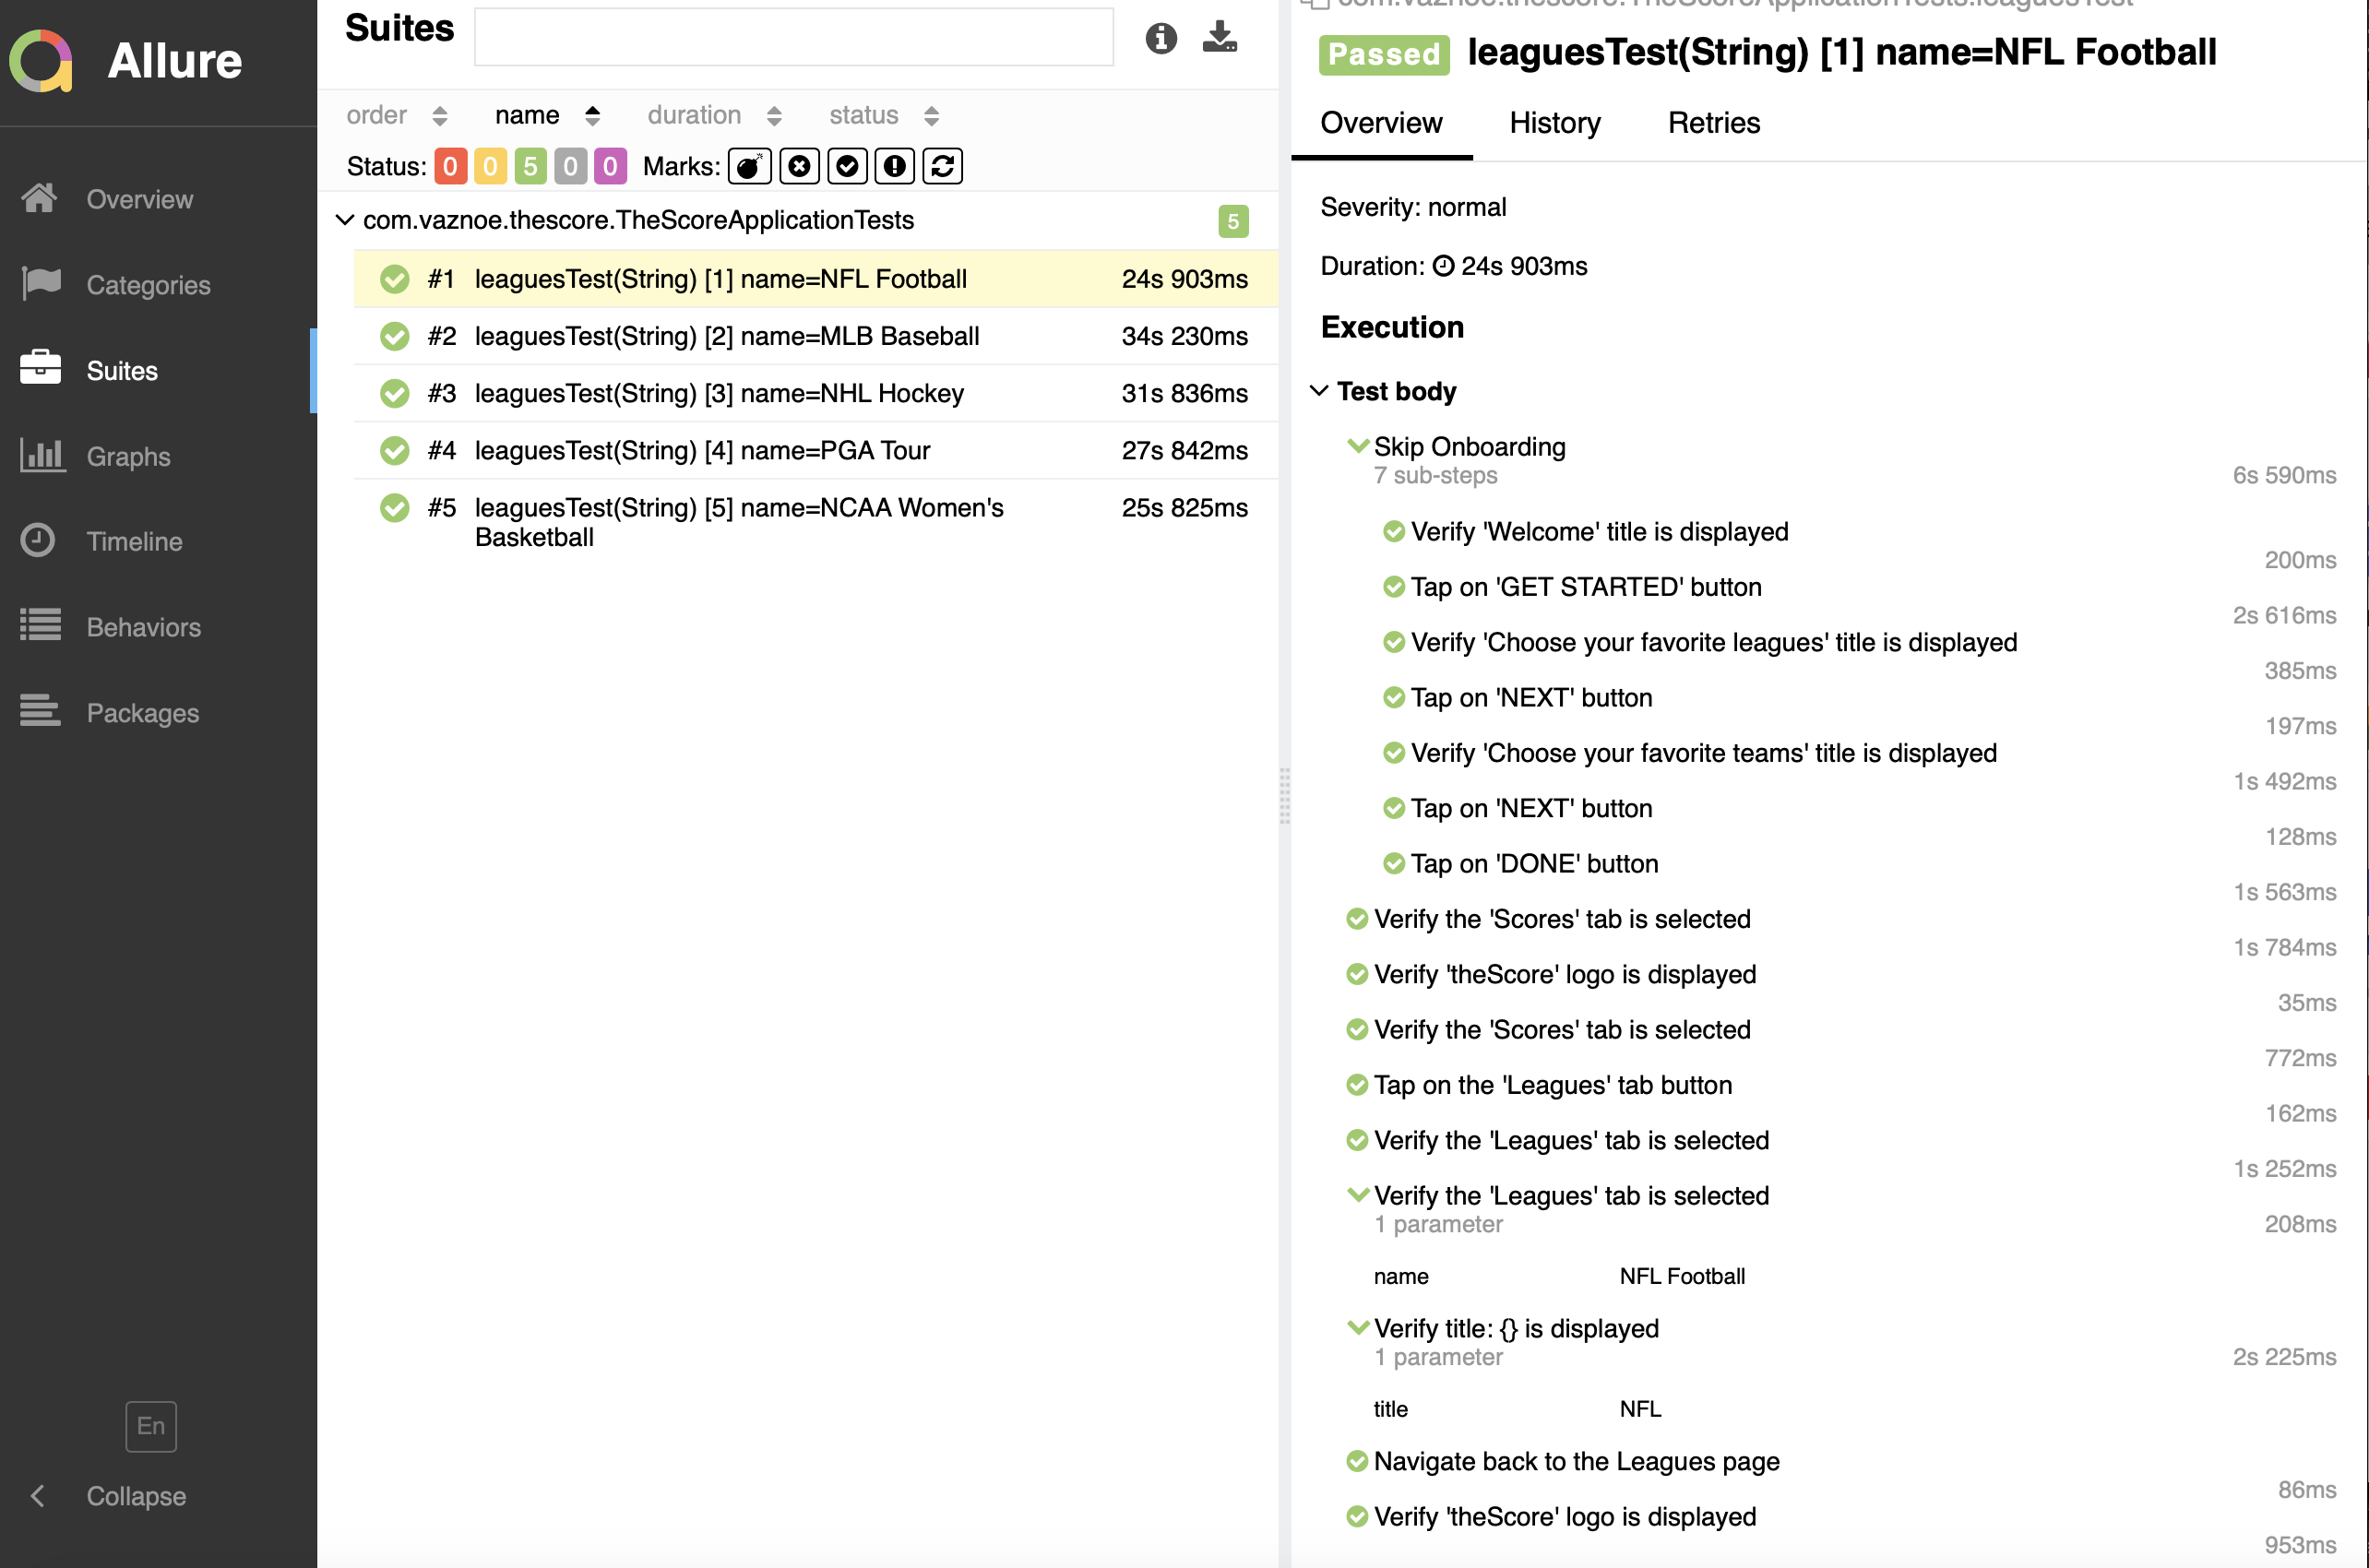 Allure
Overview
Categories
Suites
Graphs
Timeline
Behaviors
Packages
En
Collapse
Suites
order name duration status
Status: 0 0 5 0 0 Marks:
com.vaznoe.thescore.TheScoreApplicationTests 5
#1 leaguesTest(String) [1] name=NFL Football 24s 903ms
#2 leaguesTest(String) [2] name=MLB Baseball 34s 230ms
#3 leaguesTest(String) [3] name=NHL Hockey 31s 836ms
#4 leaguesTest(String) [4] name=PGA Tour 27s 842ms
#5 leaguesTest(String) [5] name=NCAA Women's 25s 825ms
Basketball
com.vaznoe.thescore.TheScoreApplicationTests.leaguesTest
Passed leaguesTest(String) [1] name=NFL Football
Overview History Retries
Severity: normal
Duration: 24s 903ms
Execution
Test body
Skip Onboarding
7 sub-steps 6s 590ms
Verify 'Welcome' title is displayed
200ms
Tap on 'GET STARTED' button
2s 616ms
Verify 'Choose your favorite leagues' title is displayed
385ms
Tap on 'NEXT' button
197ms
Verify 'Choose your favorite teams' title is displayed
1s 492ms
Tap on 'NEXT' button
128ms
Tap on 'DONE' button
1s 563ms
Verify the 'Scores' tab is selected
1s 784ms
Verify 'theScore' logo is displayed
35ms
Verify the 'Scores' tab is selected
772ms
Tap on the 'Leagues' tab button
162ms
Verify the 'Leagues' tab is selected
1s 252ms
Verify the 'Leagues' tab is selected
1 parameter 208ms
name NFL Football
Verify title: {} is displayed
1 parameter 2s 225ms
title NFL
Navigate back to the Leagues page
86ms
Verify 'theScore' logo is displayed
953ms